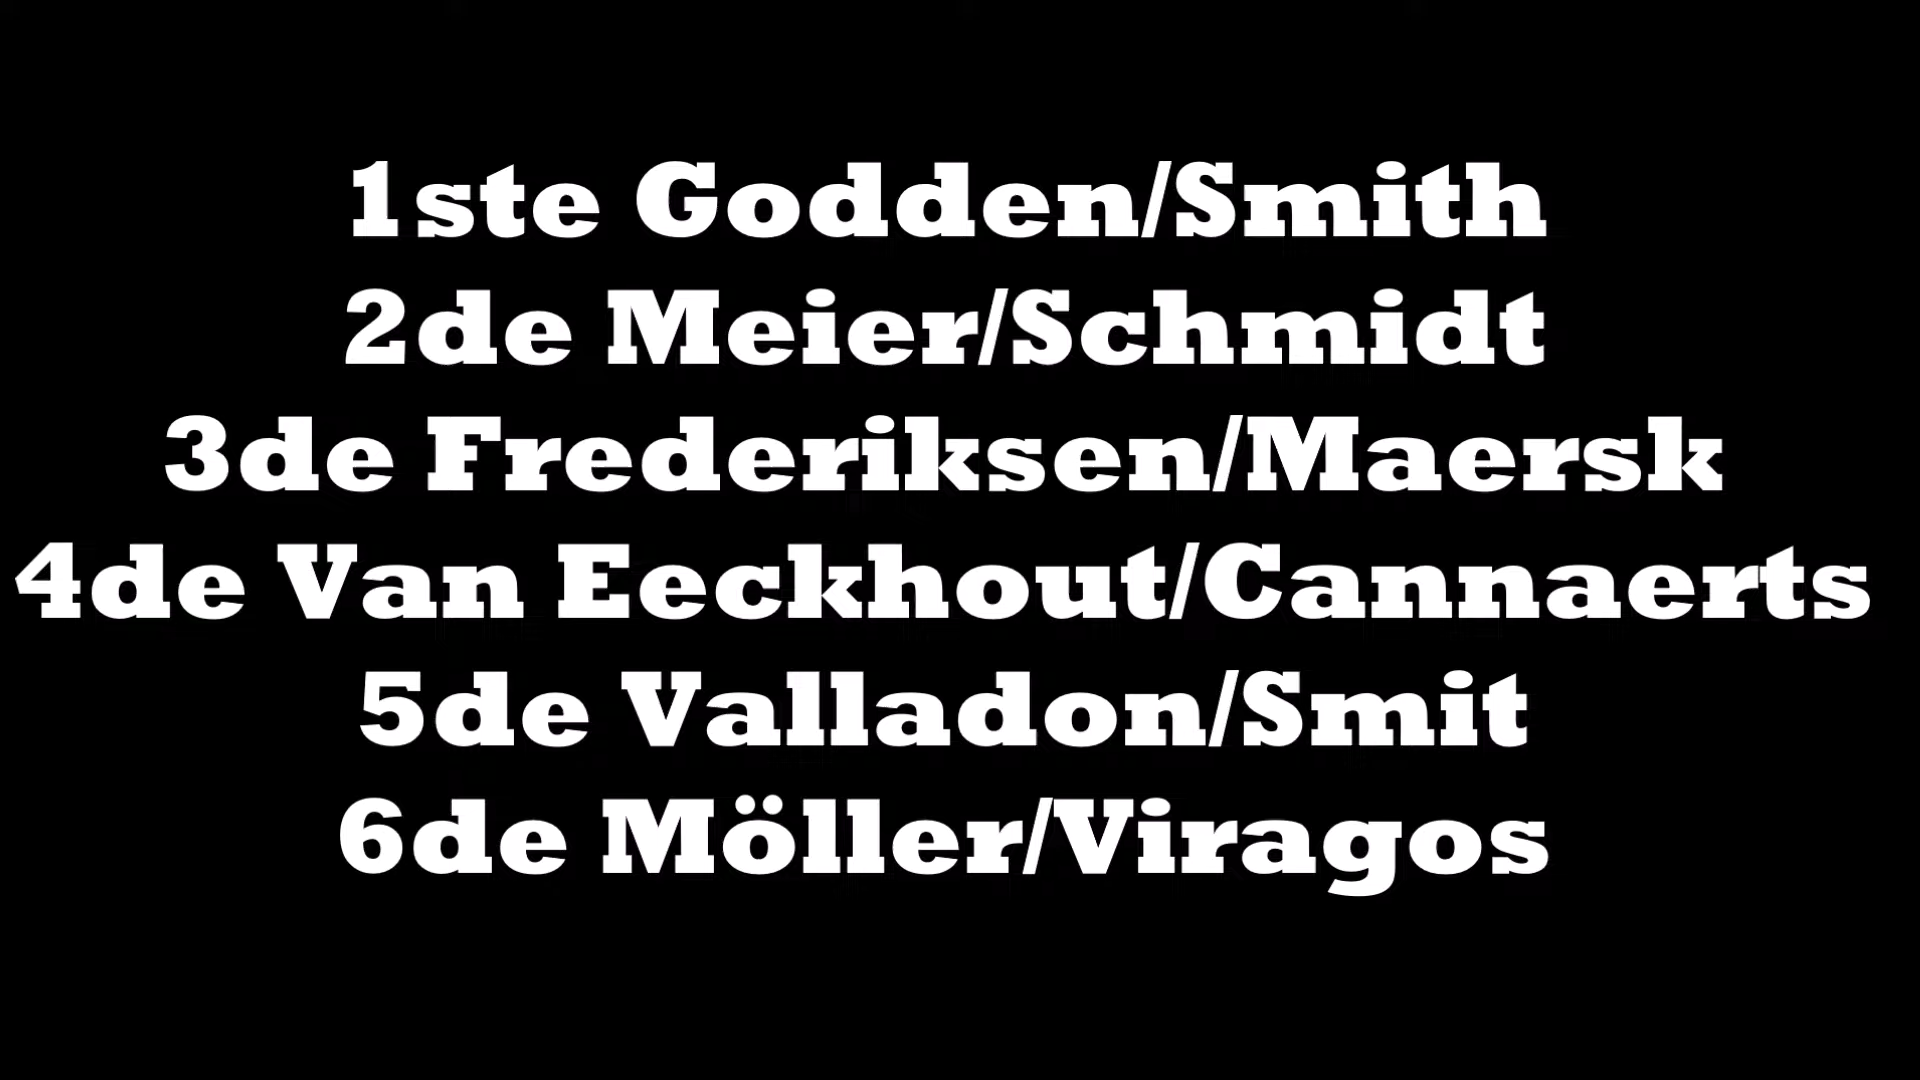 1ste Godden/Smith
2de Meier/Schmidt
3de Frederiksen/Maersk
4de Van Eeckhout/Cannaerts
5de Valladon/Smit
6de Möller/Viragos